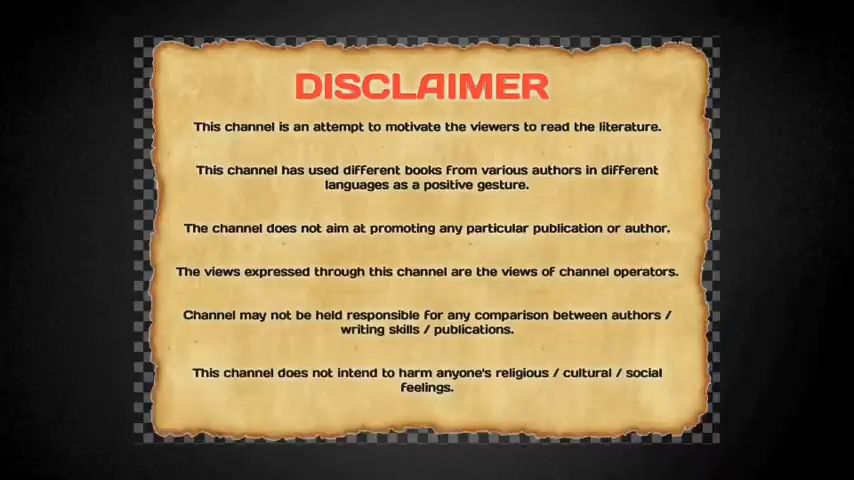 DISCLAIMER
This channel is an attempt to motivate the viewers to read the literature.
This channel has used different books from various authors in different
languages as a positive gesture.
The channel does not aim at promoting any particular publication or author.
The views expressed through this channel are the views of channel operators.
Channel may not be held responsible for any comparison between authors /
writing skills / publications.
This channel does not intend to harm anyone's religious / cultural / social
feelings.